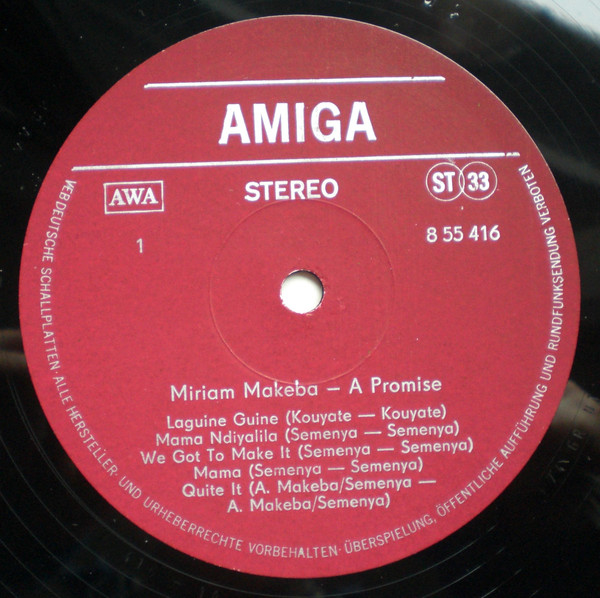 AMIGA
AWA
STEREO
ST 33
1
8 55 416
Miriam Makeba – A Promise
Laguine Guine (Kouyate — Kouyate)
Mama Ndiyalila (Semenya — Semenya)
We Got To Make It (Semenya — Semenya)
Mama (Semenya — Semenya)
Quite It (A. Makeba/Semenya —
A. Makeba/Semenya)
VEB DEUTSCHE SCHALLPLATTEN · ALLE HERSTELLER- UND URHEBERRECHTE VORBEHALTEN · ÜBERSPIELUNG, ÖFFENTLICHE AUFFÜHRUNG UND RUNDFUNKSENDUNG VERBOTEN